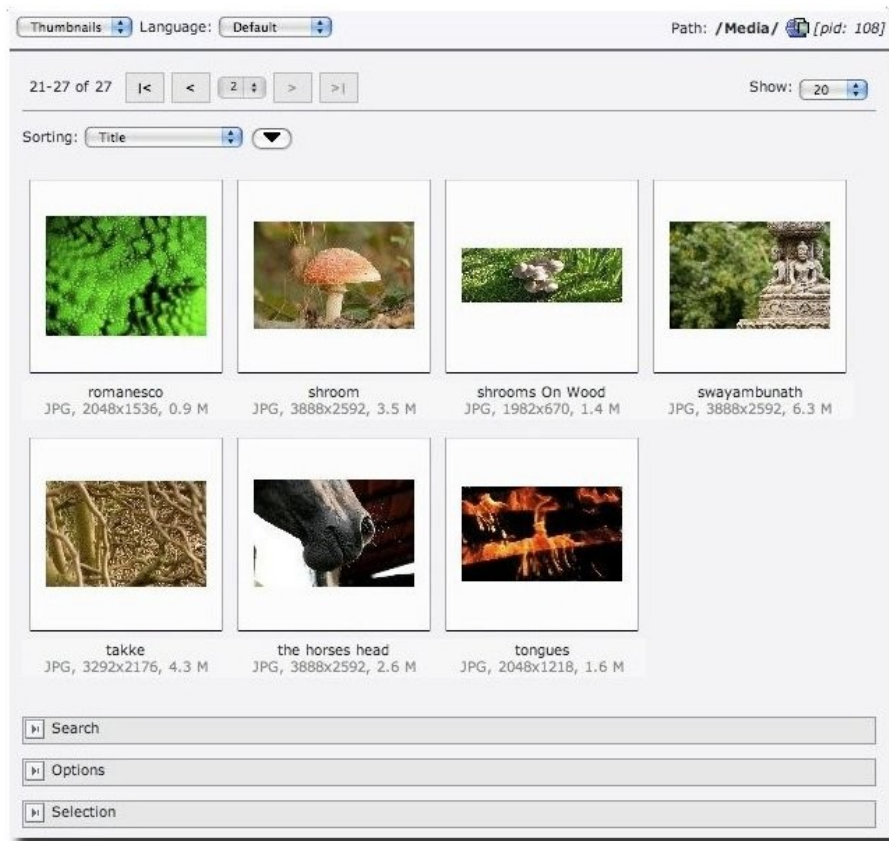 Thumbnails Language: Default Path: /Media/ [pid: 108]
21-27 of 27 |< < 2 > >| Show: 20
Sorting: Title
romanesco shroom shrooms On Wood swayambunath
JPG, 2048x1536, 0.9 M JPG, 3888x2592, 3.5 M JPG, 1982x670, 1.4 M JPG, 3888x2592, 6.3 M
takke the horses head tongues
JPG, 3292x2176, 4.3 M JPG, 3888x2592, 2.6 M JPG, 2048x1218, 1.6 M
Search
Options
Selection